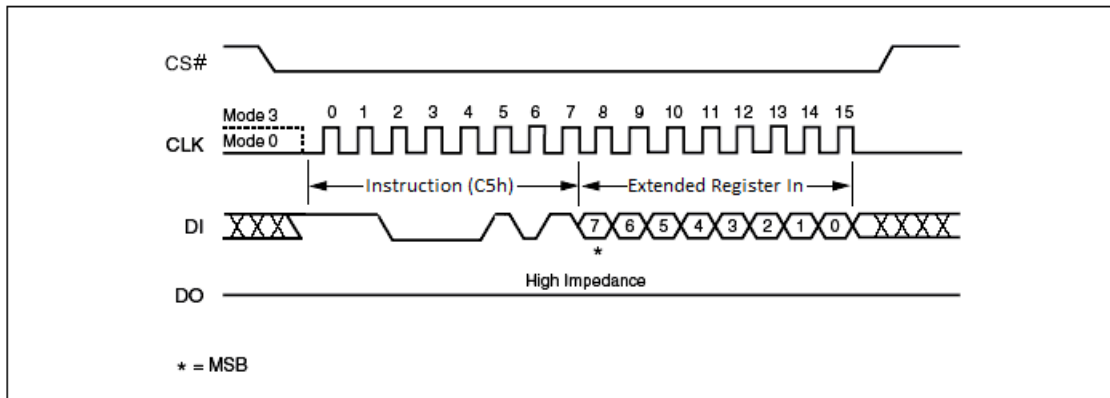 CS#
Mode 3
Mode 0
CLK
0 1 2 3 4 5 6 7 8 9 10 11 12 13 14 15
Instruction (C5h) Extended Register In
DI
7 6 5 4 3 2 1 0
*
High Impedance
DO
* = MSB